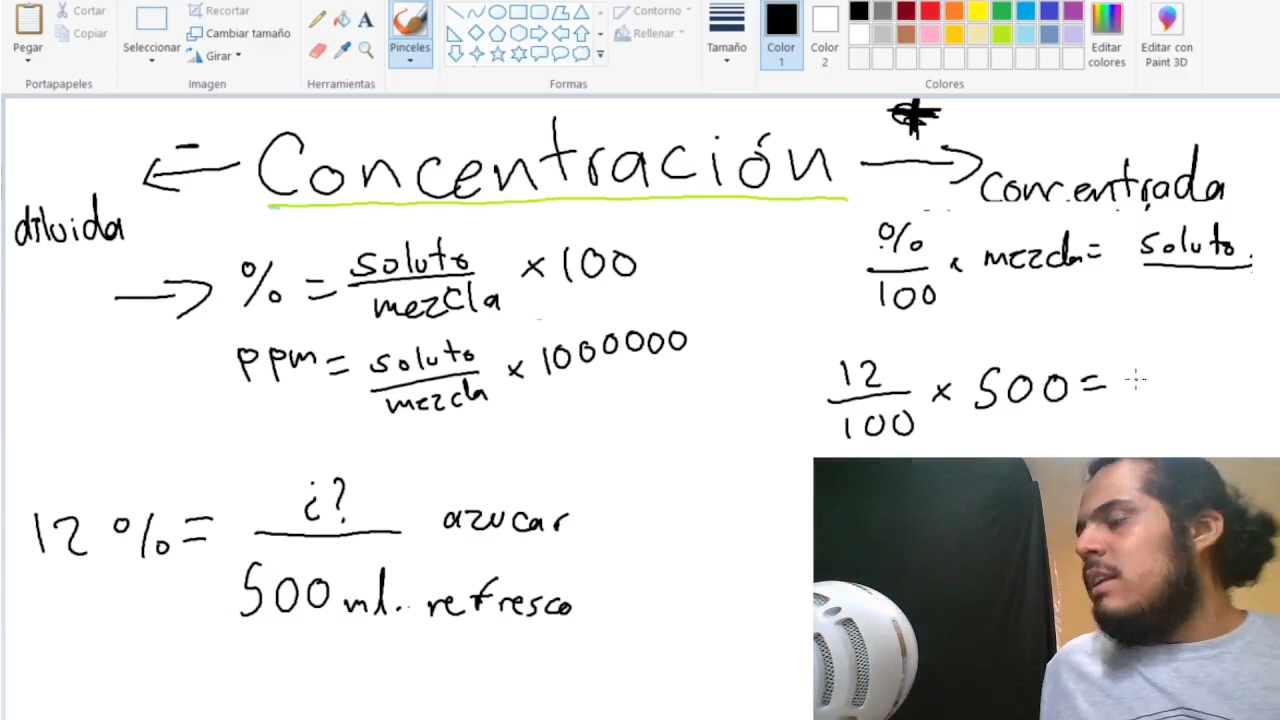 Pegar
Cortar
Copiar
Portapapeles
Seleccionar
Recortar
Cambiar tamaño
Girar
Imagen
A
Herramientas
Pinceles
Contorno
Rellenar
Formas
Tamaño
Color 1
Color 2
Editar colores
Editar con Paint 3D
Colores
← - Concentración → concentrada
diluida
→ % = soluto / mezcla × 100
% / 100 × mezcla = soluto
ppm = soluto / mezcla × 1000000
12 / 100 × 500 =
12 % = ¿? azucar
500 ml. refresco